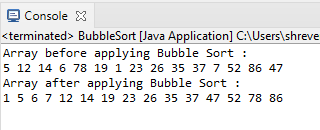 Console
<terminated> BubbleSort [Java Application] C:\Users\shreve
Array before applying Bubble Sort :
5 12 14 6 78 19 1 23 26 35 37 7 52 86 47
Array after applying Bubble Sort :
1 5 6 7 12 14 19 23 26 35 37 47 52 78 86